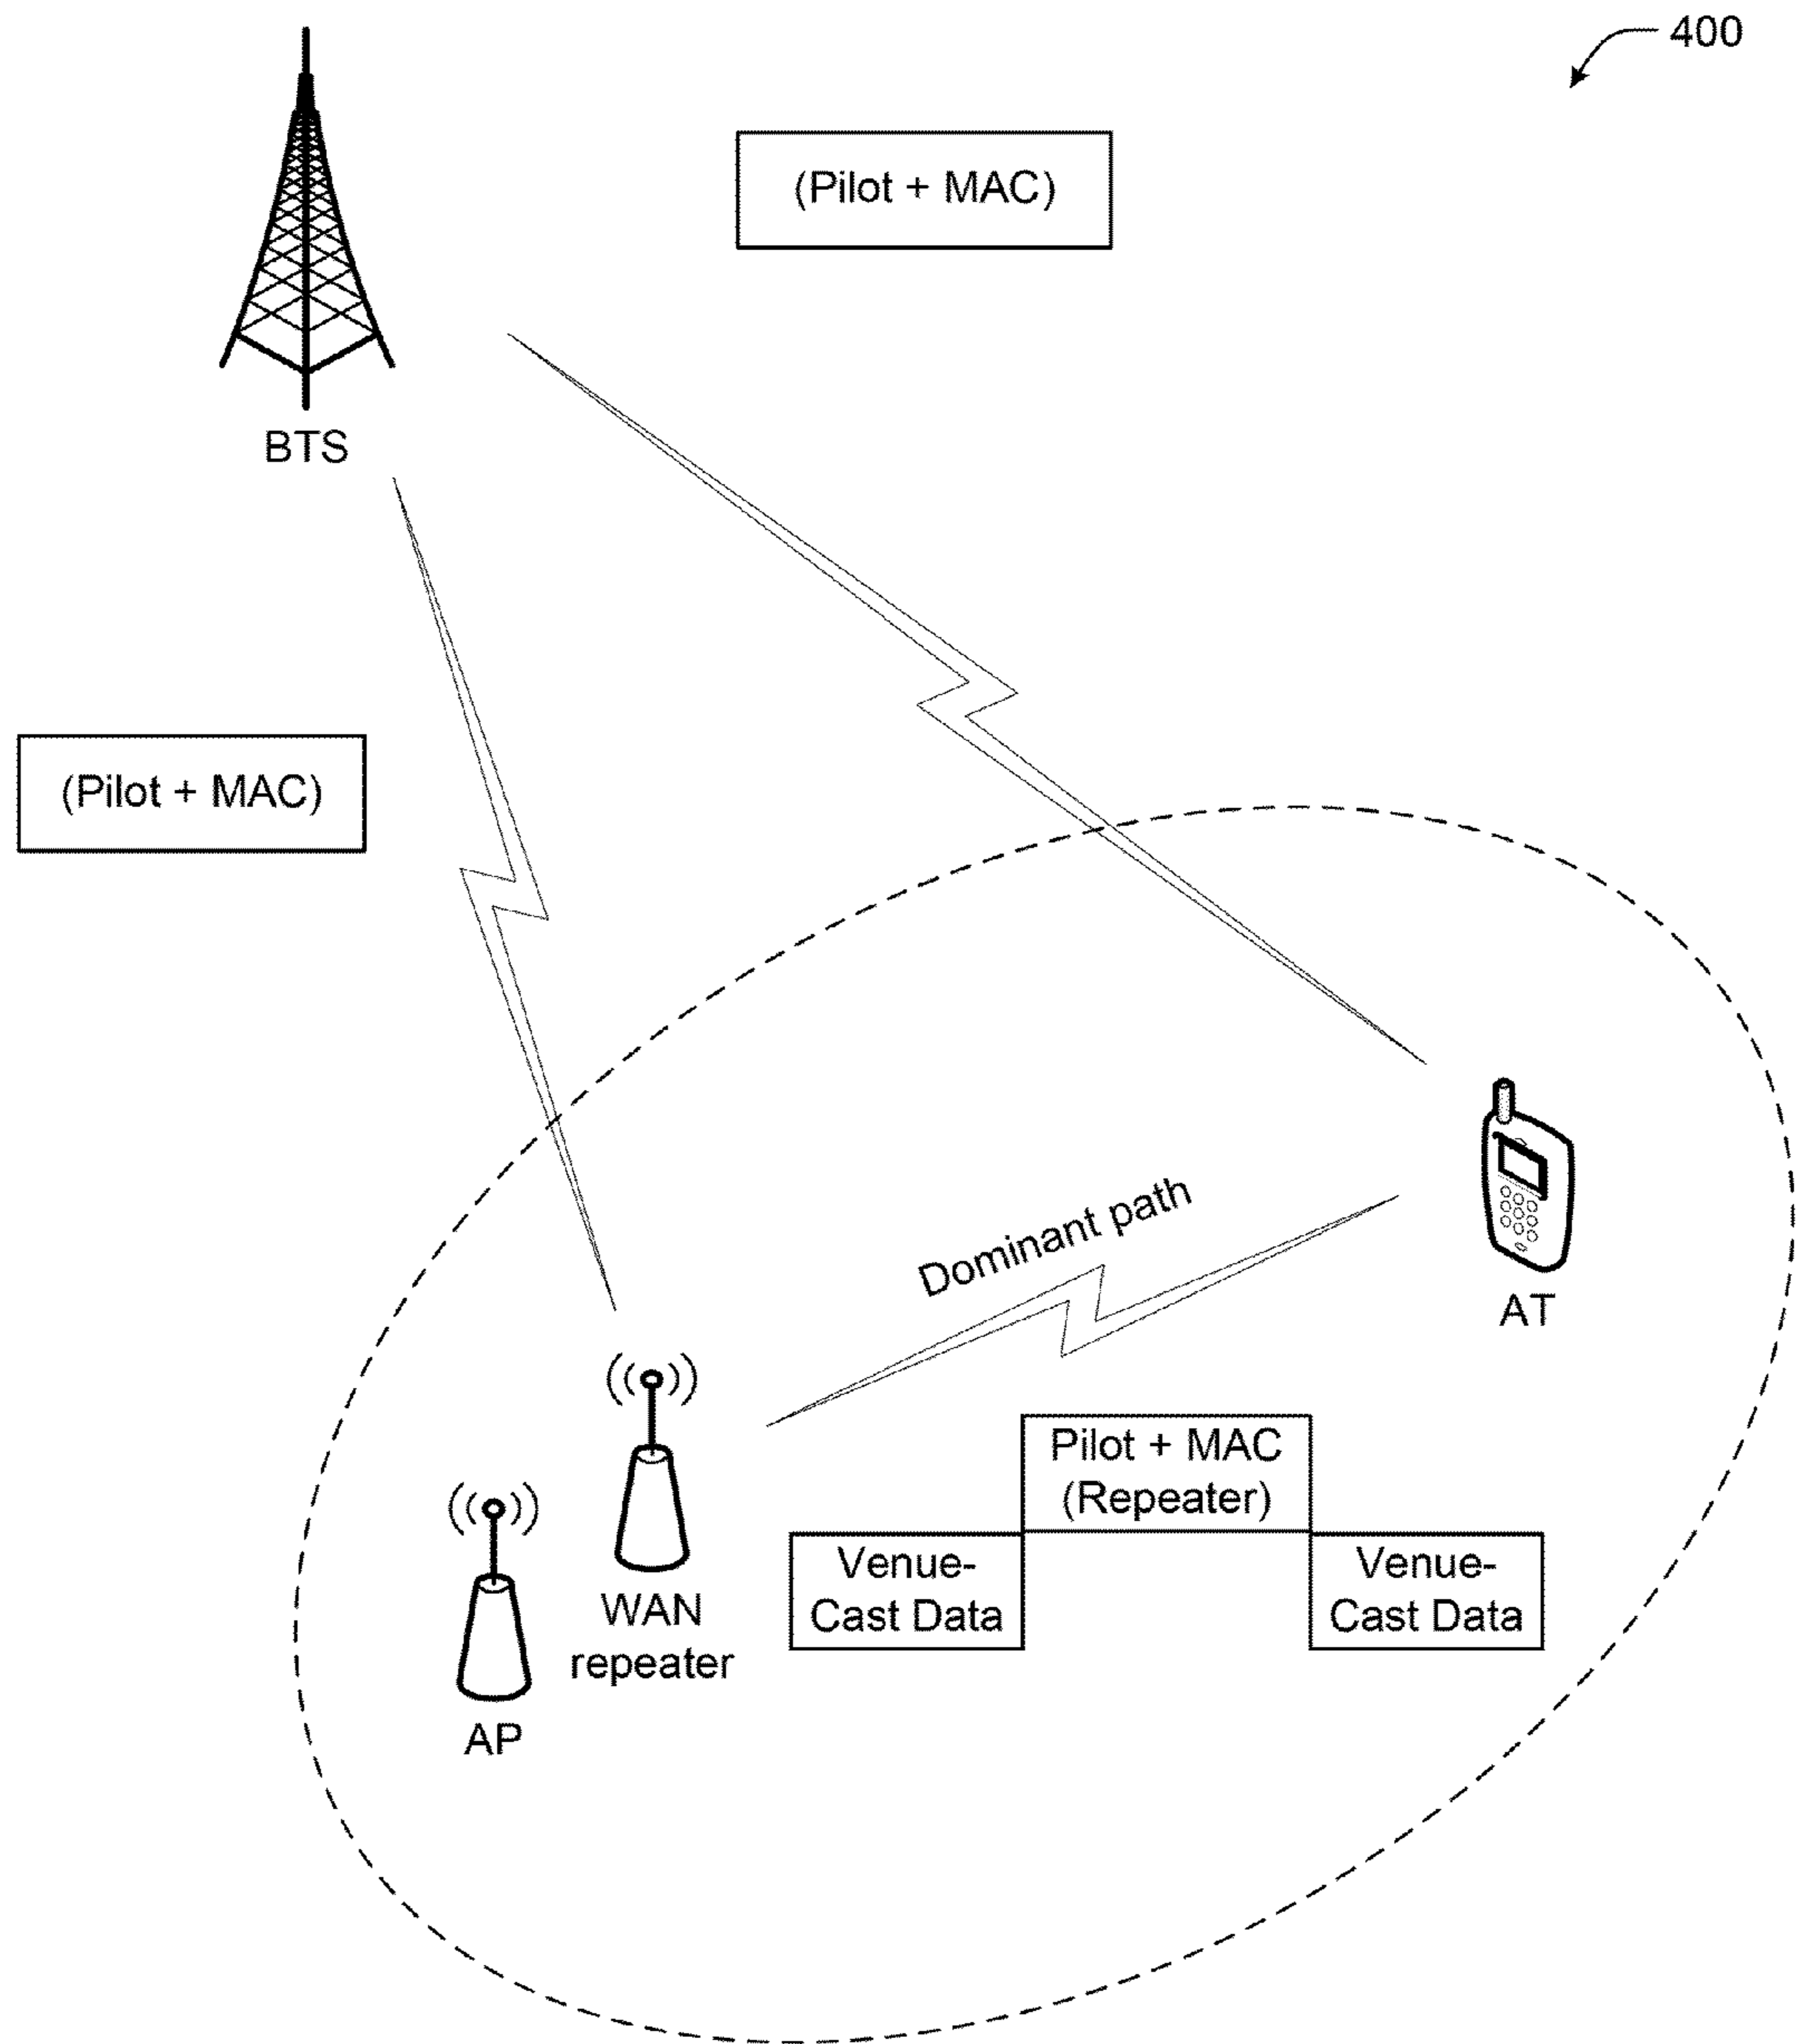 400
(Pilot + MAC)
BTS
(Pilot + MAC)
Dominant path
AT
Pilot + MAC
(Repeater)
Venue-
Cast Data
Venue-
Cast Data
WAN
repeater
AP